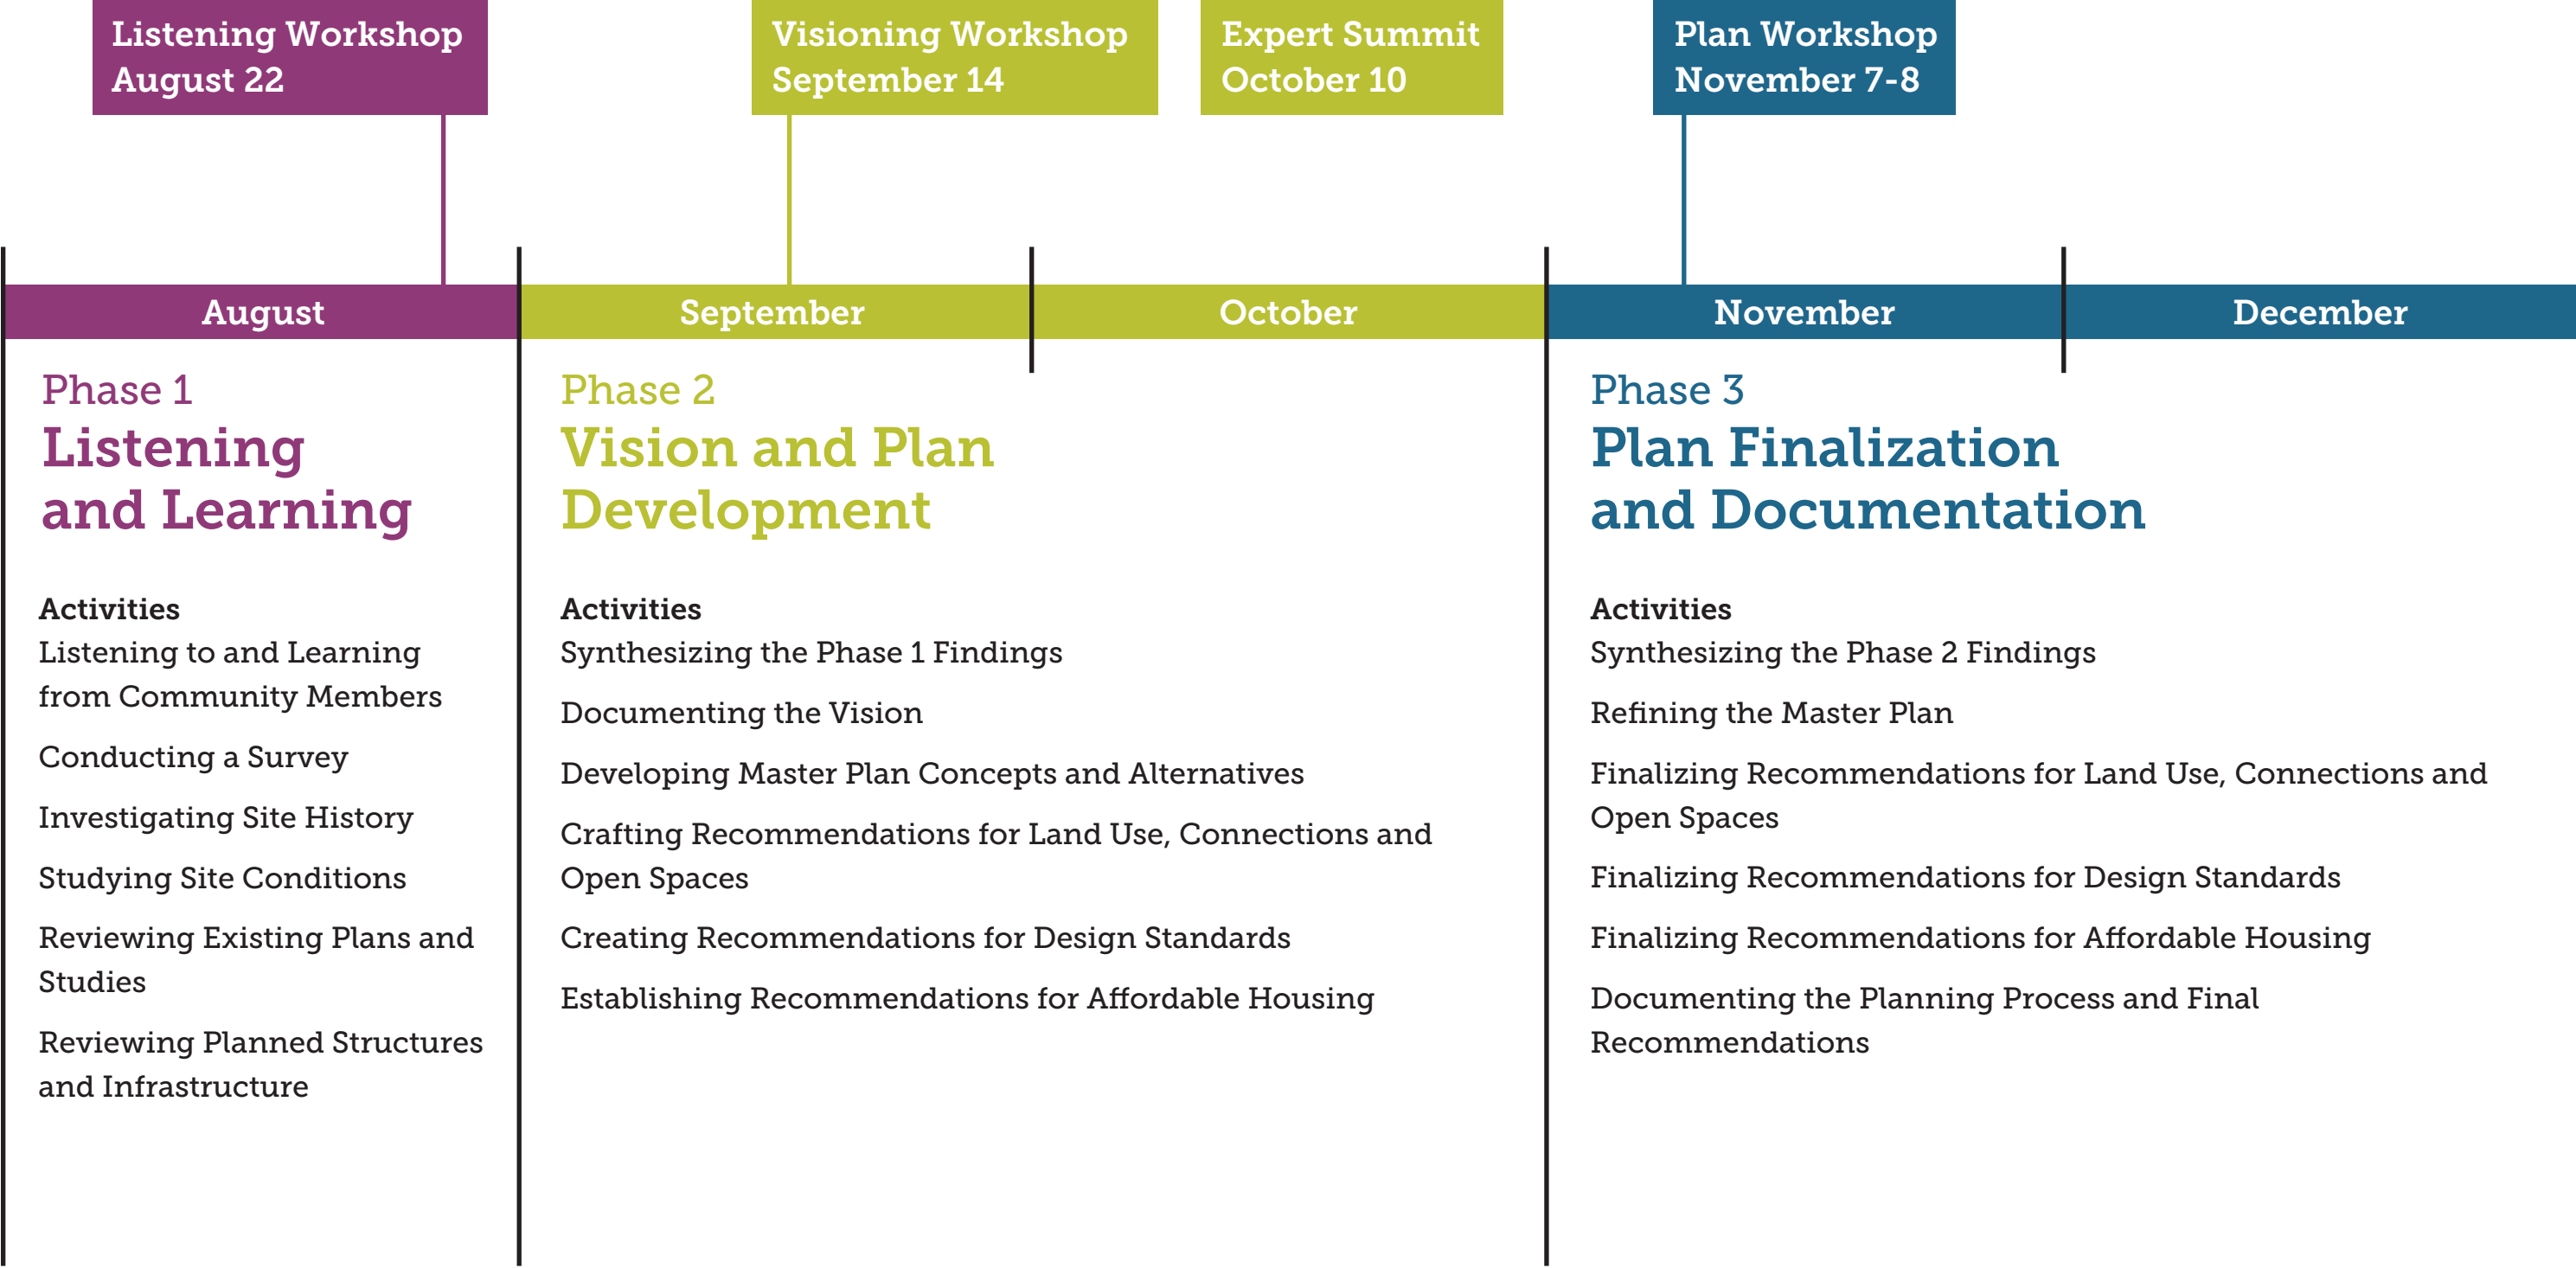 Listening Workshop
August 22
Visioning Workshop
September 14
Expert Summit
October 10
Plan Workshop
November 7-8
August
September
October
November
December
Phase 1
Listening
and Learning
Activities
Listening to and Learning
from Community Members
Conducting a Survey
Investigating Site History
Studying Site Conditions
Reviewing Existing Plans and
Studies
Reviewing Planned Structures
and Infrastructure
Phase 2
Vision and Plan
Development
Activities
Synthesizing the Phase 1 Findings
Documenting the Vision
Developing Master Plan Concepts and Alternatives
Crafting Recommendations for Land Use, Connections and
Open Spaces
Creating Recommendations for Design Standards
Establishing Recommendations for Affordable Housing
Phase 3
Plan Finalization
and Documentation
Activities
Synthesizing the Phase 2 Findings
Refining the Master Plan
Finalizing Recommendations for Land Use, Connections and
Open Spaces
Finalizing Recommendations for Design Standards
Finalizing Recommendations for Affordable Housing
Documenting the Planning Process and Final
Recommendations